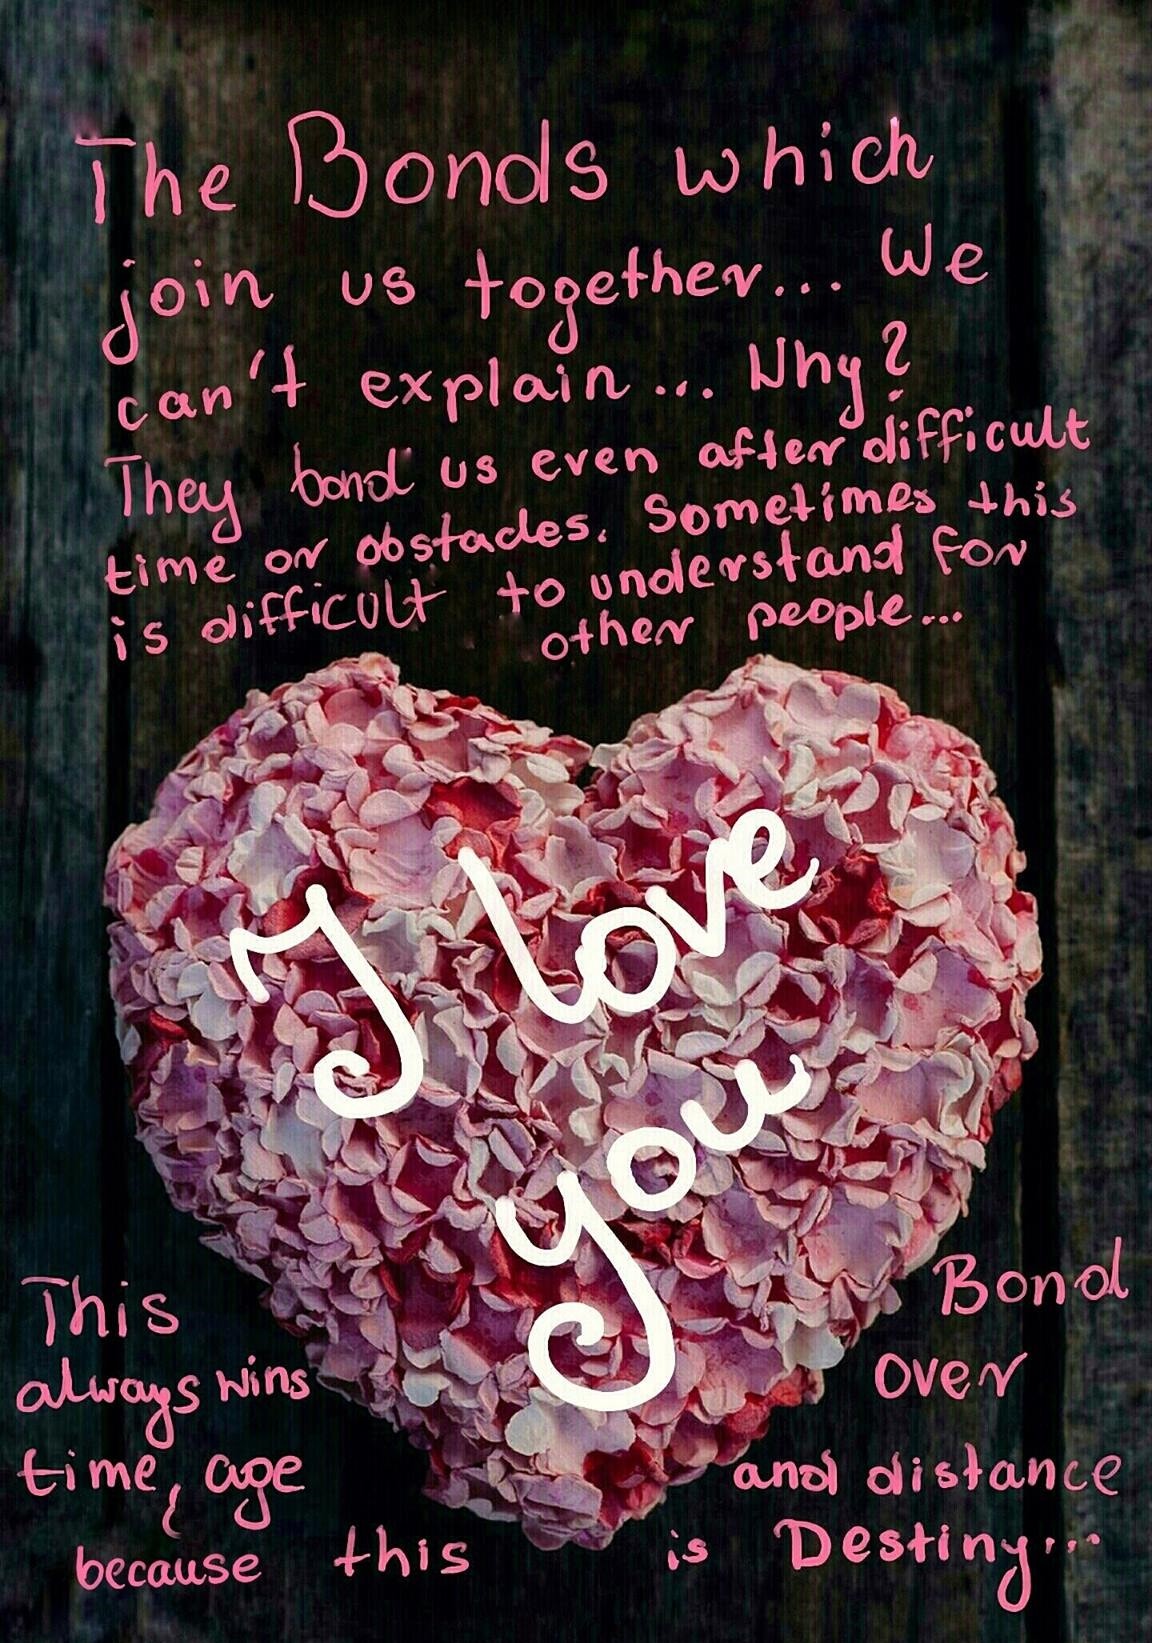 The Bonds which
join us together... We
can't explain... Why?
They bond us even after difficult
time or obstacles. Sometimes this
is difficult to understand for
other people...
I love
you
This Bond
always wins over
time, age and distance
because this is Destiny...